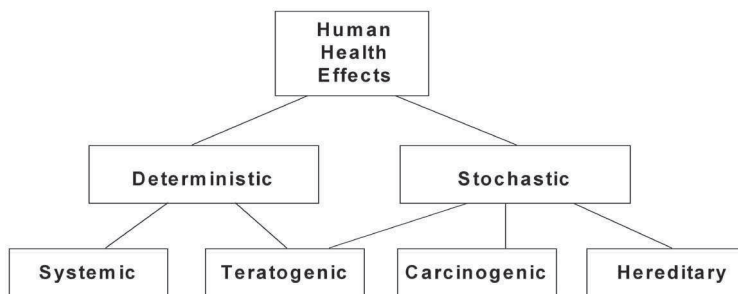 Human
Health
Effects
Deterministic
Stochastic
Systemic
Teratogenic
Carcinogenic
Hereditary